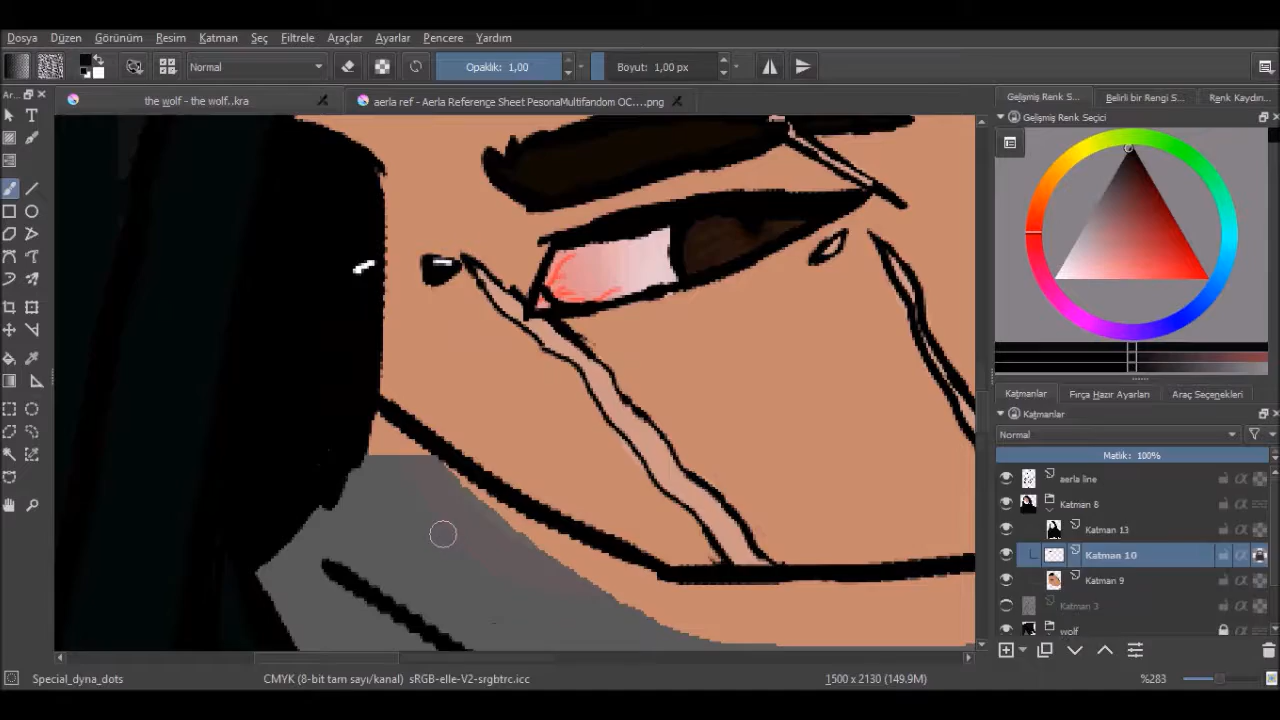 Dosya Düzen Görünüm Resim Katman Seç Filtrele Araçlar Ayarlar Pencere Yardım
Normal Opaklık: 1,00 Boyut: 1,00 px
the wolf - the wolf..kra aerla ref - Aerla Reference Sheet PesonaMultifandom OC....png
Ar...
Gelişmiş Renk S... Belirli bir Rengi S... Renk Kaydırı...
Gelişmiş Renk Seçici
Katmanlar Fırça Hazır Ayarları Araç Seçenekleri
Katmanlar
Normal
Matlık: 100%
aerla line
Katman 8
Katman 13
Katman 10
Katman 9
Katman 3
wolf
Special_dyna_dots CMYK (8-bit tam sayı/kanal) sRGB-elle-V2-srgbtrc.icc 1500 x 2130 (149.9M) %283